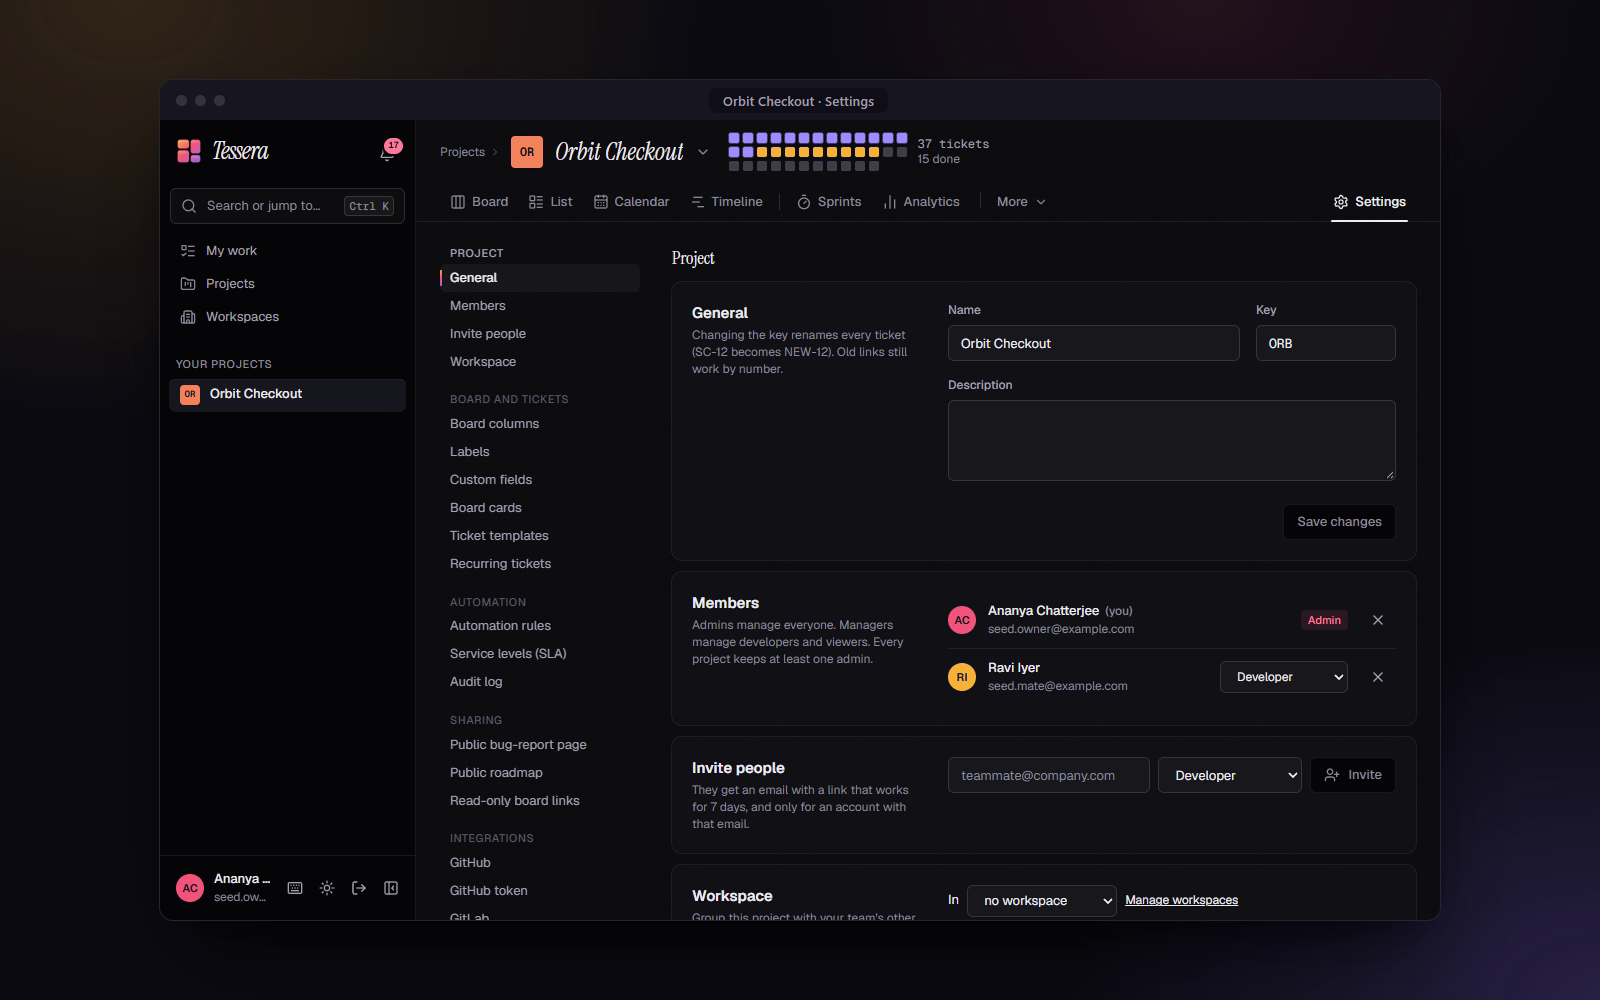 Orbit Checkout · Settings
Tessera
17
Search or jump to...
Ctrl K
My work
Projects
Workspaces
YOUR PROJECTS
OR Orbit Checkout
AC
Ananya ...
seed.ow...
Projects
OR
Orbit Checkout
37 tickets
15 done
Board
List
Calendar
Timeline
Sprints
Analytics
More
Settings
PROJECT
General
Members
Invite people
Workspace
BOARD AND TICKETS
Board columns
Labels
Custom fields
Board cards
Ticket templates
Recurring tickets
AUTOMATION
Automation rules
Service levels (SLA)
Audit log
SHARING
Public bug-report page
Public roadmap
Read-only board links
INTEGRATIONS
GitHub
GitHub token
GitLab
Project
General
Changing the key renames every ticket
(SC-12 becomes NEW-12). Old links still
work by number.
Name
Key
Orbit Checkout
ORB
Description
Save changes
Members
Admins manage everyone. Managers
manage developers and viewers. Every
project keeps at least one admin.
AC
Ananya Chatterjee (you)
seed.owner@example.com
Admin
RI
Ravi Iyer
seed.mate@example.com
Developer
Invite people
They get an email with a link that works
for 7 days, and only for an account with
that email.
teammate@company.com
Developer
Invite
Workspace
Group this project with your team's other
In
no workspace
Manage workspaces